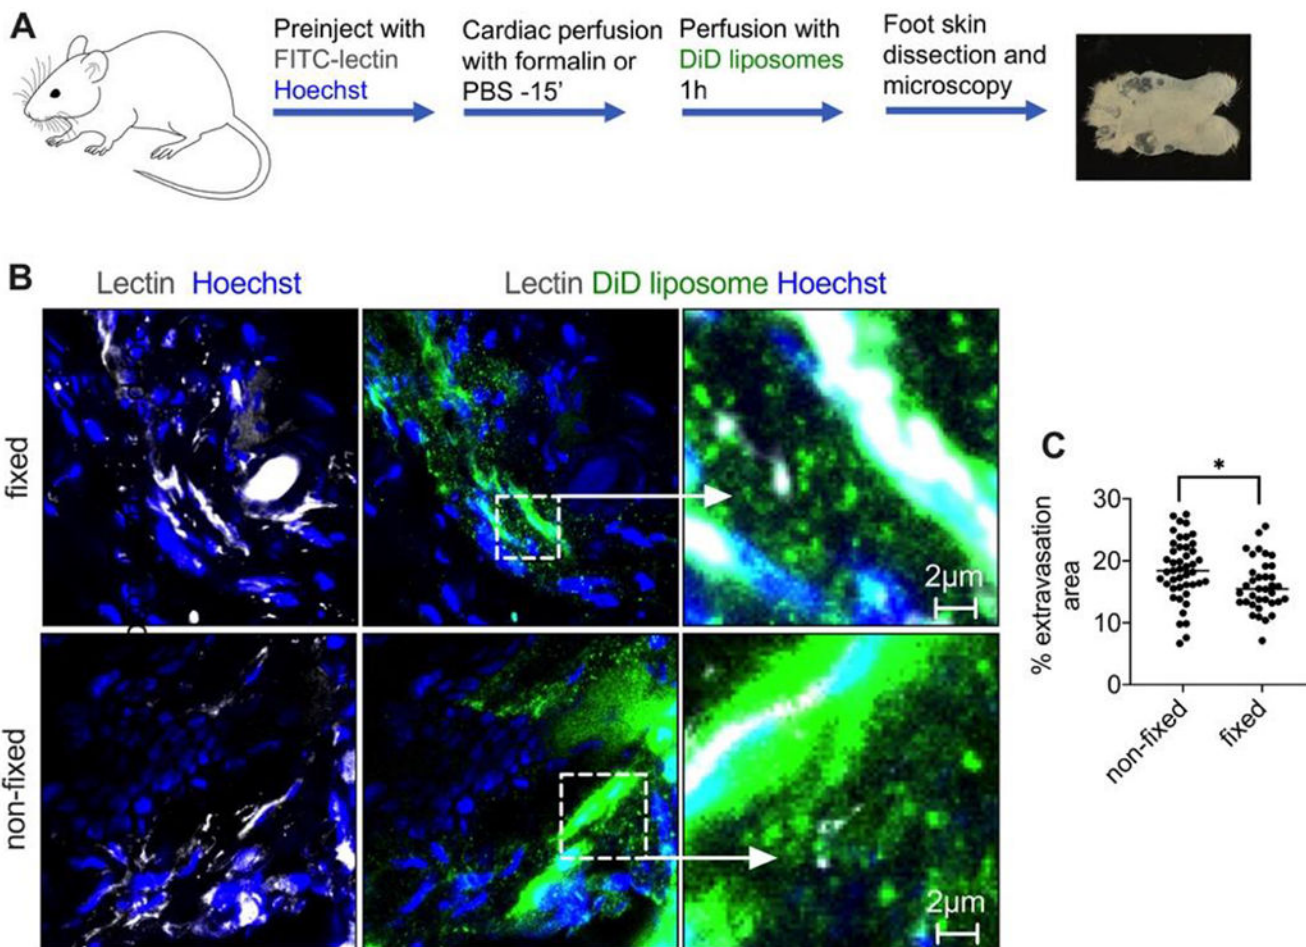 A
Preinject with
FITC-lectin
Hoechst
Cardiac perfusion
with formalin or
PBS -15’
Perfusion with
DiD liposomes
1h
Foot skin
dissection and
microscopy
B
Lectin Hoechst
Lectin DiD liposome Hoechst
fixed
2µm
non-fixed
2µm
C
*
% extravasation
area
30
20
10
0
non-fixed
fixed